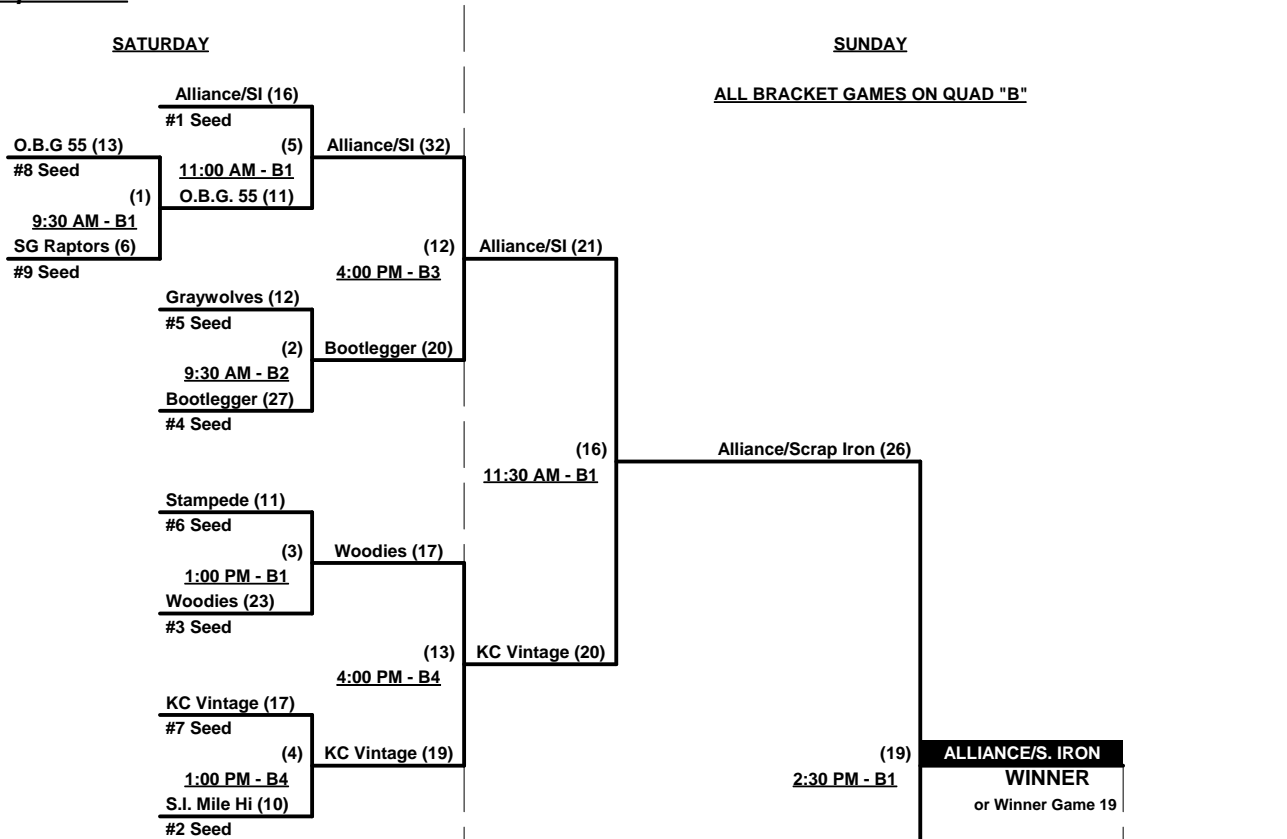 SATURDAY
SUNDAY
Alliance/SI (16)
ALL BRACKET GAMES ON QUAD "B"
#1 Seed
O.B.G 55 (13)
(5)
Alliance/SI (32)
#8 Seed
11:00 AM - B1
(1)
O.B.G. 55 (11)
9:30 AM - B1
SG Raptors (6)
(12)
Alliance/SI (21)
#9 Seed
4:00 PM - B3
Graywolves (12)
#5 Seed
(2)
Bootlegger (20)
9:30 AM - B2
Bootlegger (27)
#4 Seed
(16)
Alliance/Scrap Iron (26)
11:30 AM - B1
Stampede (11)
#6 Seed
(3)
Woodies (17)
1:00 PM - B1
Woodies (23)
#3 Seed
(13)
KC Vintage (20)
4:00 PM - B4
KC Vintage (17)
#7 Seed
(4)
KC Vintage (19)
(19)
ALLIANCE/S. IRON
1:00 PM - B4
2:30 PM - B1
WINNER
S.I. Mile Hi (10)
or Winner Game 19
#2 Seed